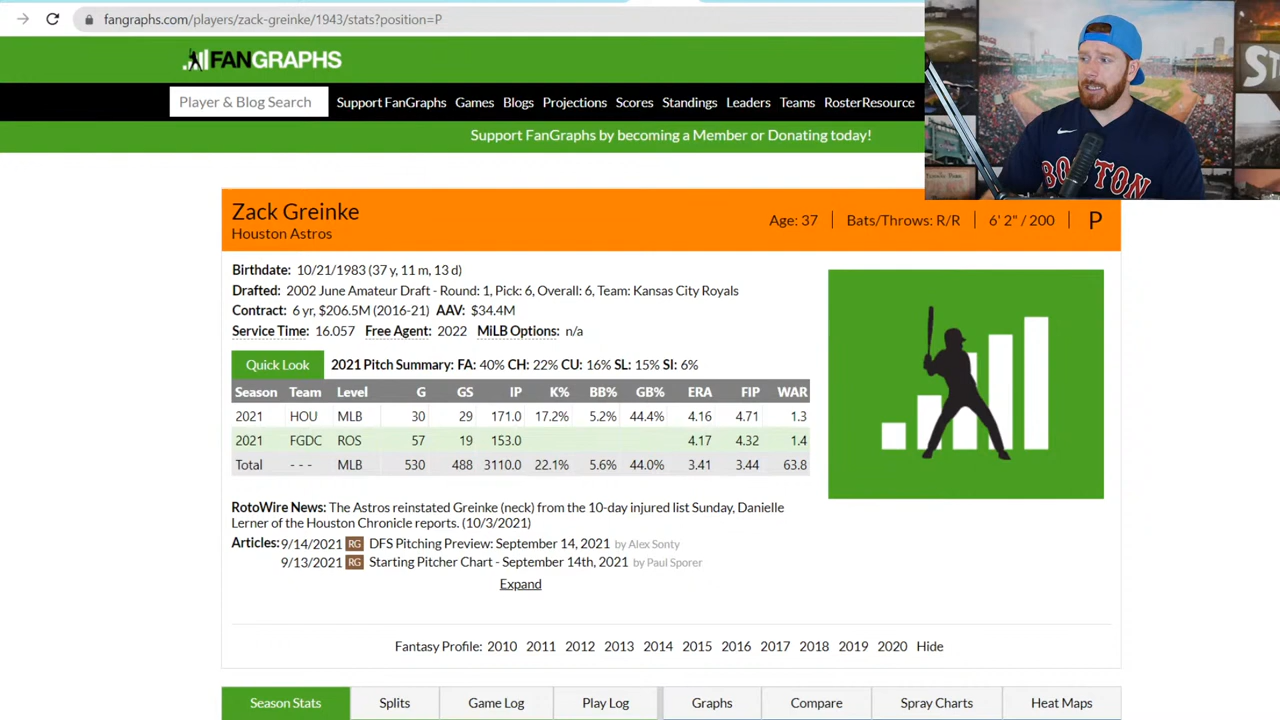 fangraphs.com/players/zack-greinke/1943/stats?position=P
FANGRAPHS
Player & Blog Search Support FanGraphs Games Blogs Projections Scores Standings Leaders Teams RosterResource
Support FanGraphs by becoming a Member or Donating today!
BOSTON
Zack Greinke
Houston Astros
Age: 37 Bats/Throws: R/R 6' 2" / 200 P
Birthdate: 10/21/1983 (37 y, 11 m, 13 d)
Drafted: 2002 June Amateur Draft - Round: 1, Pick: 6, Overall: 6, Team: Kansas City Royals
Contract: 6 yr, $206.5M (2016-21) AAV: $34.4M
Service Time: 16.057 Free Agent: 2022 MiLB Options: n/a
Quick Look 2021 Pitch Summary: FA: 40% CH: 22% CU: 16% SL: 15% SI: 6%
Season Team Level G GS IP K% BB% GB% ERA FIP WAR
2021 HOU MLB 30 29 171.0 17.2% 5.2% 44.4% 4.16 4.71 1.3
2021 FGDC ROS 57 19 153.0 4.17 4.32 1.4
Total - - - MLB 530 488 3110.0 22.1% 5.6% 44.0% 3.41 3.44 63.8
RotoWire News: The Astros reinstated Greinke (neck) from the 10-day injured list Sunday, Danielle
Lerner of the Houston Chronicle reports. (10/3/2021)
Articles: 9/14/2021 RG DFS Pitching Preview: September 14, 2021 by Alex Sonty
9/13/2021 RG Starting Pitcher Chart - September 14th, 2021 by Paul Sporer
Expand
Fantasy Profile: 2010 2011 2012 2013 2014 2015 2016 2017 2018 2019 2020 Hide
Season Stats Splits Game Log Play Log Graphs Compare Spray Charts Heat Maps